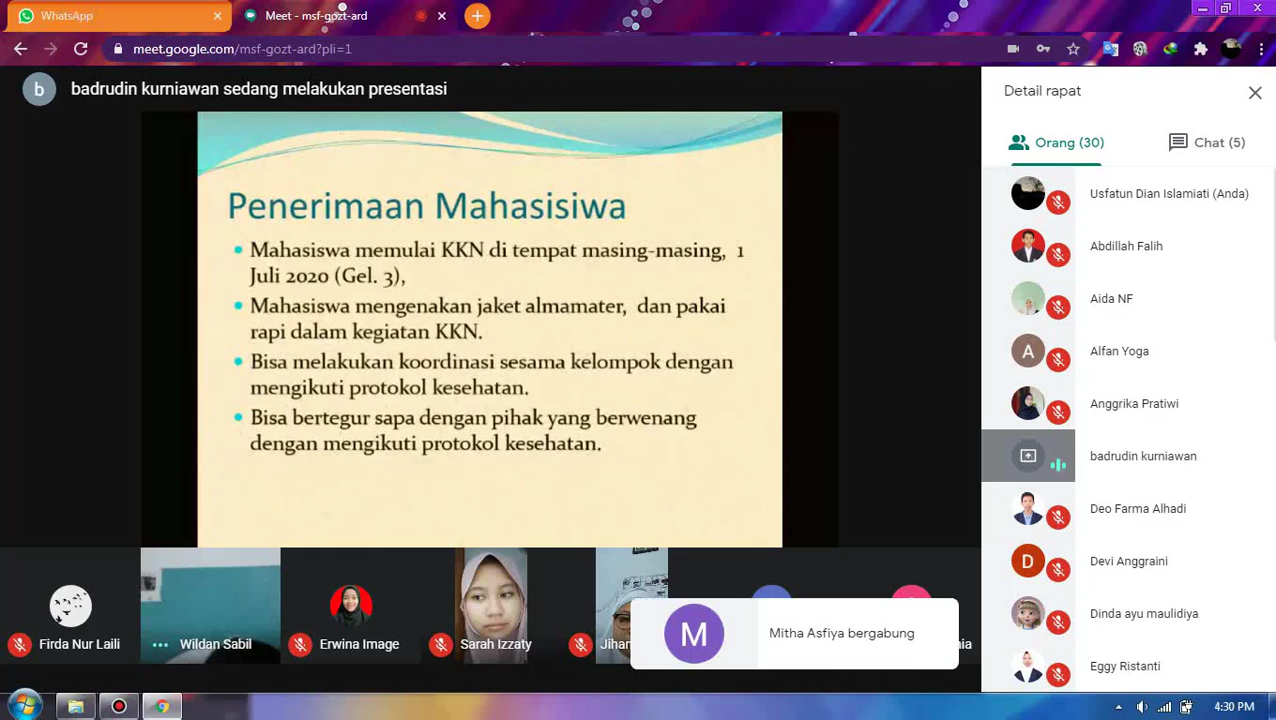 WhatsApp
Meet - msf-gozt-ard
meet.google.com/msf-gozt-ard?pli=1
b
badrudin kurniawan sedang melakukan presentasi
Penerimaan Mahasisiwa
Mahasiswa memulai KKN di tempat masing-masing, 1
Juli 2020 (Gel. 3),
Mahasiswa mengenakan jaket almamater, dan pakai
rapi dalam kegiatan KKN.
Bisa melakukan koordinasi sesama kelompok dengan
mengikuti protokol kesehatan.
Bisa bertegur sapa dengan pihak yang berwenang
dengan mengikuti protokol kesehatan.
Firda Nur Laili
Wildan Sabil
Erwina Image
Sarah Izzaty
M
Mitha Asfiya bergabung
Detail rapat
Orang (30)
Chat (5)
Usfatun Dian Islamiati (Anda)
Abdillah Falih
Aida NF
A
Alfan Yoga
Anggrika Pratiwi
badrudin kurniawan
Deo Farma Alhadi
D
Devi Anggraini
Dinda ayu maulidiya
Eggy Ristanti
4:30 PM